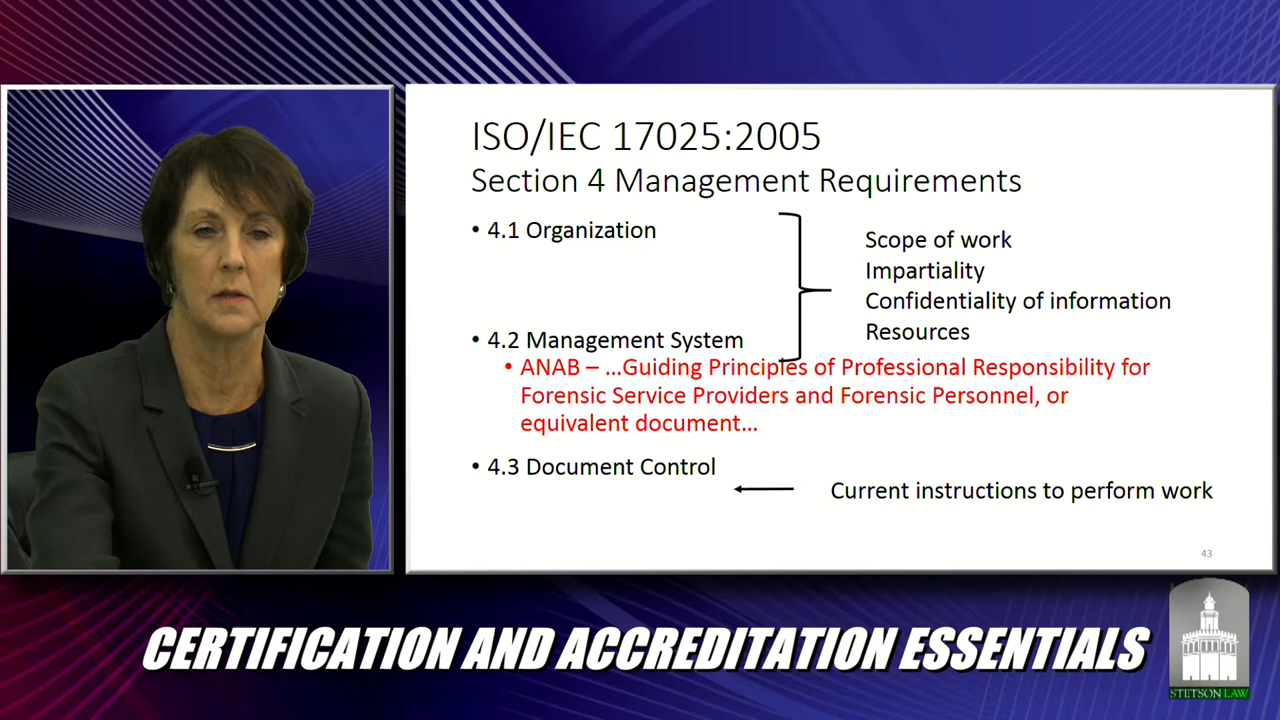 ISO/IEC 17025:2005
Section 4 Management Requirements
• 4.1 Organization
Scope of work
Impartiality
Confidentiality of information
Resources
• 4.2 Management System
• ANAB – …Guiding Principles of Professional Responsibility for
Forensic Service Providers and Forensic Personnel, or
equivalent document…
• 4.3 Document Control
Current instructions to perform work
43
CERTIFICATION AND ACCREDITATION ESSENTIALS
STETSON LAW